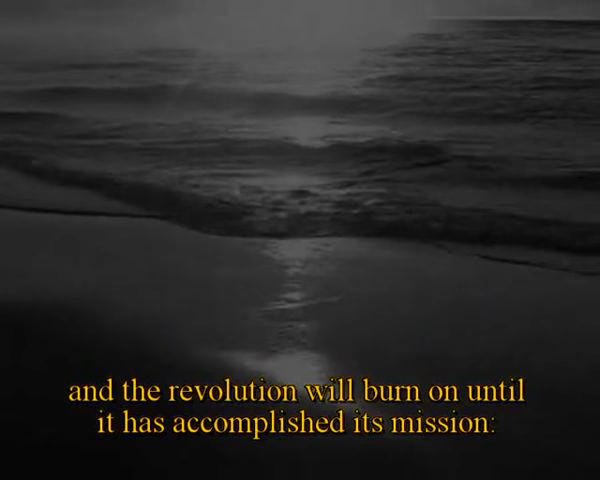 and the revolution will burn on until
it has accomplished its mission: